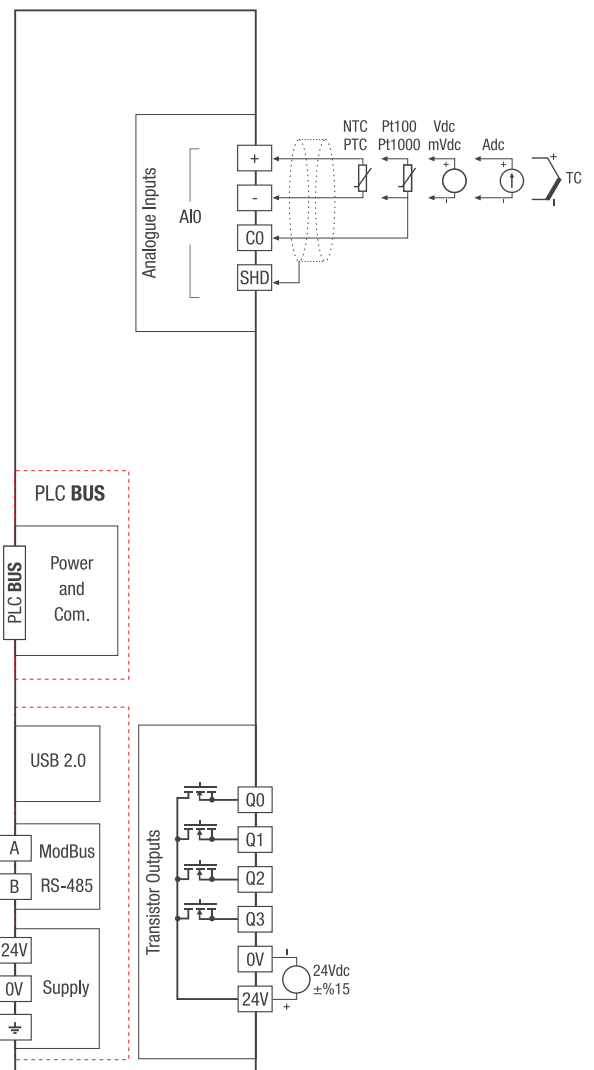 Analogue Inputs
AI0
+
-
C0
SHD
NTC Pt100 Vdc
PTC Pt1000 mVdc Adc
+ + +
TC
- - -
PLC BUS
PLC BUS
Power
and
Com.
USB 2.0
A
B
ModBus
RS-485
24V
0V
Supply
Transistor Outputs
Q0
Q1
Q2
Q3
0V
24V
-
+
24Vdc
±%15